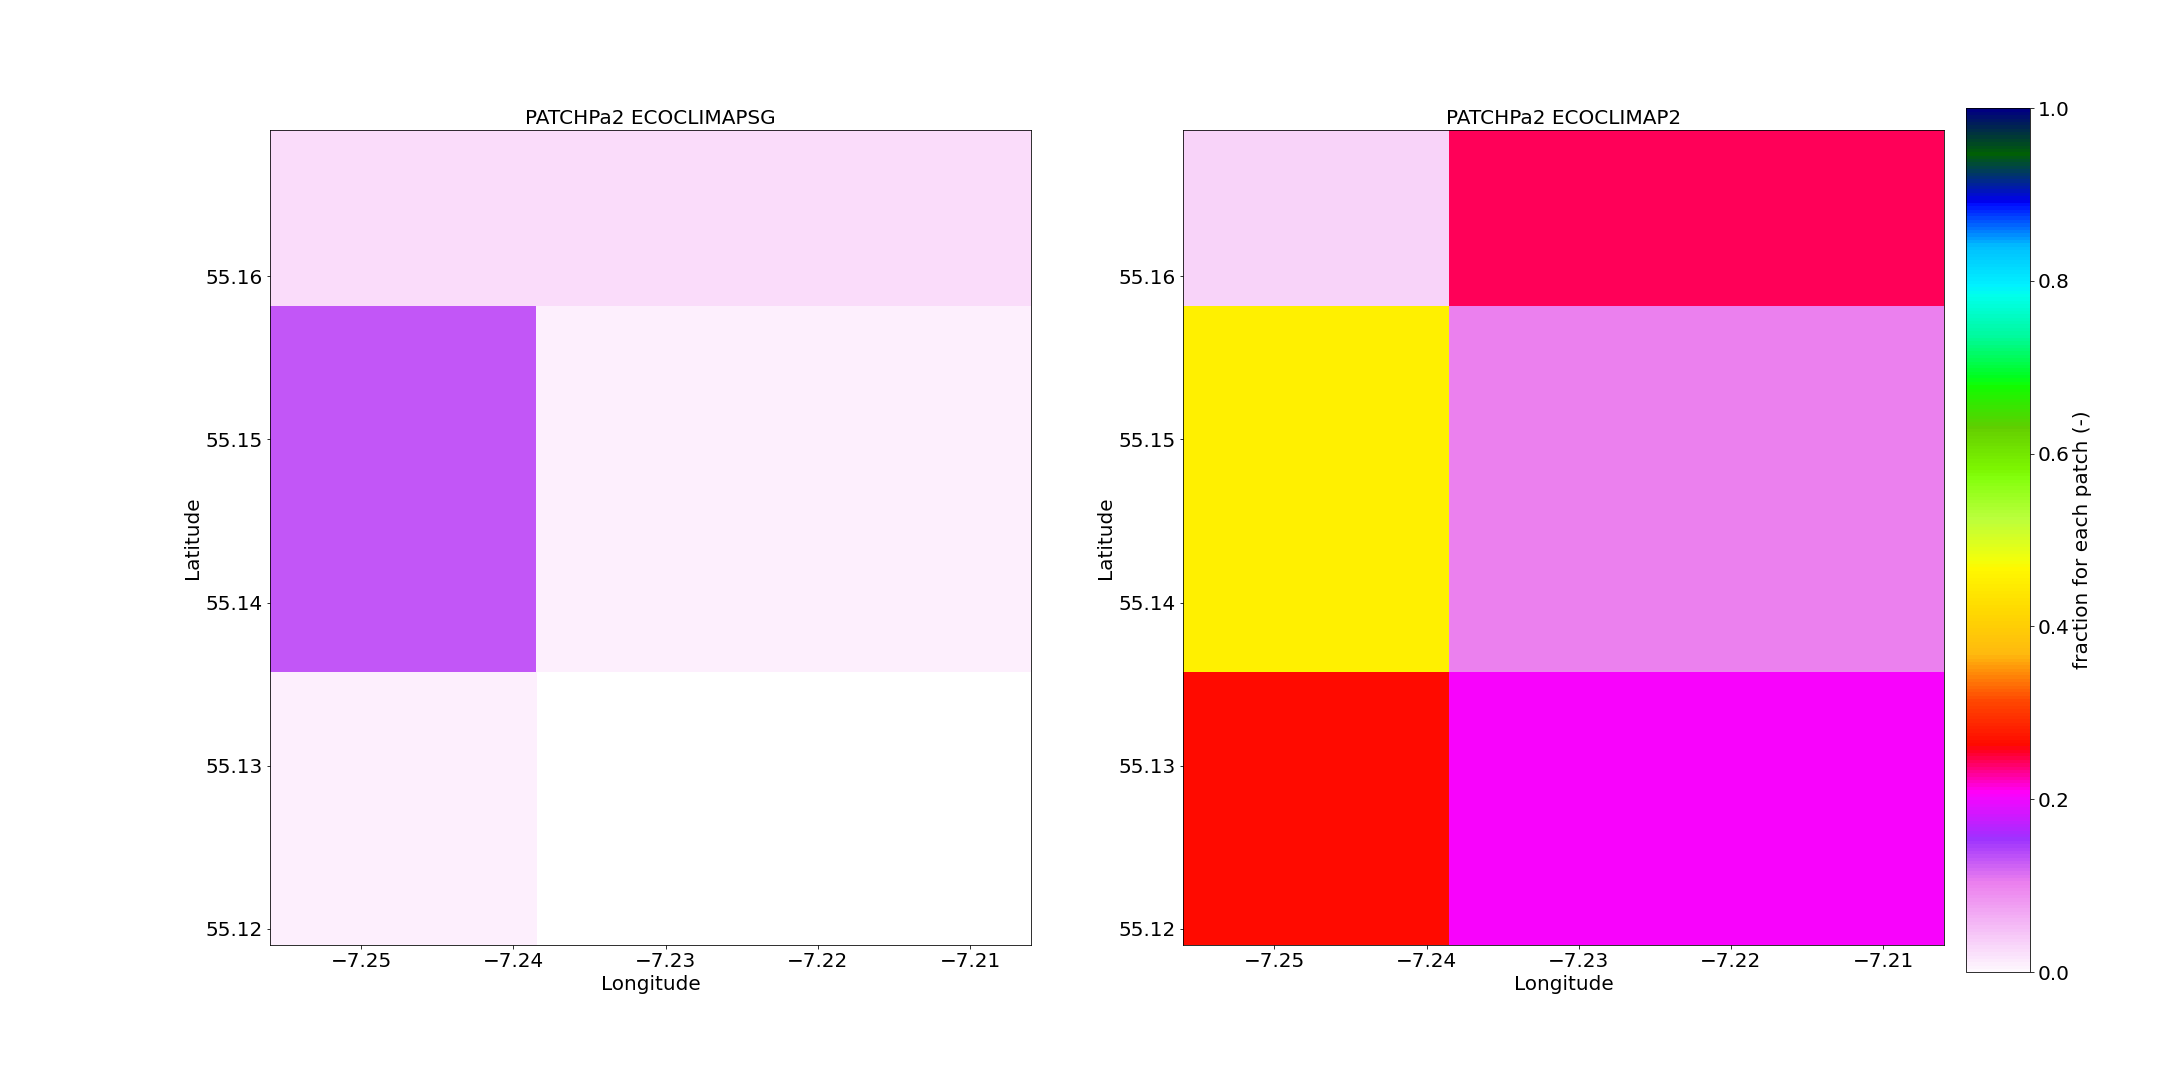 PATCHPa2 ECOCLIMAPSG
55.16
55.15
55.14
55.13
55.12
Latitude
−7.25 −7.24 −7.23 −7.22 −7.21
Longitude
PATCHPa2 ECOCLIMAP2
55.16
55.15
55.14
55.13
55.12
Latitude
−7.25 −7.24 −7.23 −7.22 −7.21
Longitude
1.0
0.8
0.6
0.4
0.2
0.0
fraction for each patch (-)